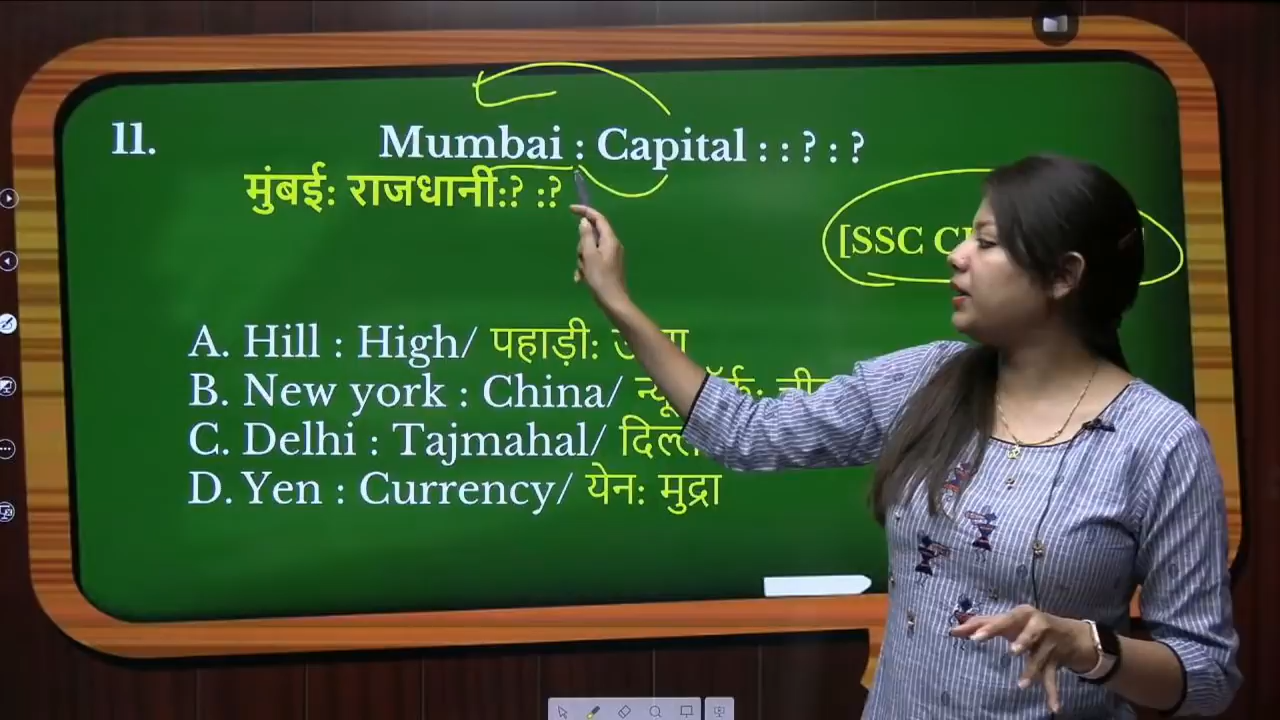 11.
Mumbai : Capital : : ? : ?
मुंबई: राजधानी:? :?
[SSC
A. Hill : High/ पहाड़ी:
B. New york : China/
C. Delhi : Tajmahal/
D. Yen : Currency/ येन: मुद्रा